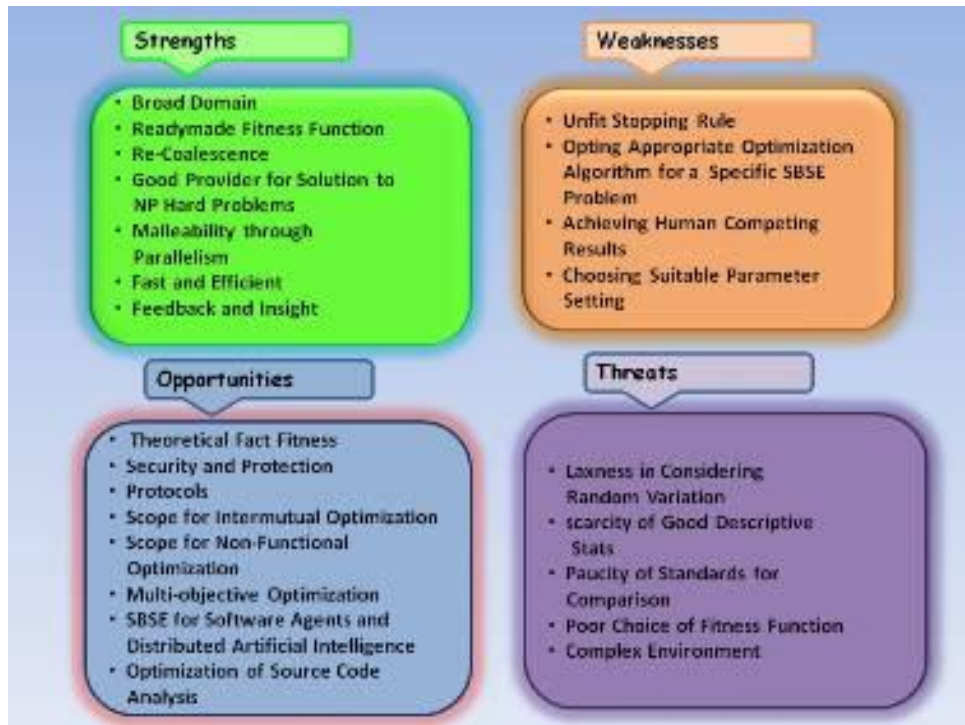 Strengths
• Broad Domain
• Readymade Fitness Function
• Re-Coalescence
• Good Provider for Solution to
NP Hard Problems
• Malleability through
Parallelism
• Fast and Efficient
• Feedback and Insight
Weaknesses
• Unfit Stopping Rule
• Opting Appropriate Optimization
Algorithm for a Specific SBSE
Problem
• Achieving Human Competing
Results
• Choosing Suitable Parameter
Setting
Opportunities
• Theoretical Fact Fitness
• Security and Protection
• Protocols
• Scope for Intermutual Optimization
• Scope for Non-Functional
Optimization
• Multi-objective Optimization
• SBSE for Software Agents and
Distributed Artificial Intelligence
• Optimization of Source Code
Analysis
Threats
• Laxness in Considering
Random Variation
• scarcity of Good Descriptive
Stats
• Paucity of Standards for
Comparison
• Poor Choice of Fitness Function
• Complex Environment